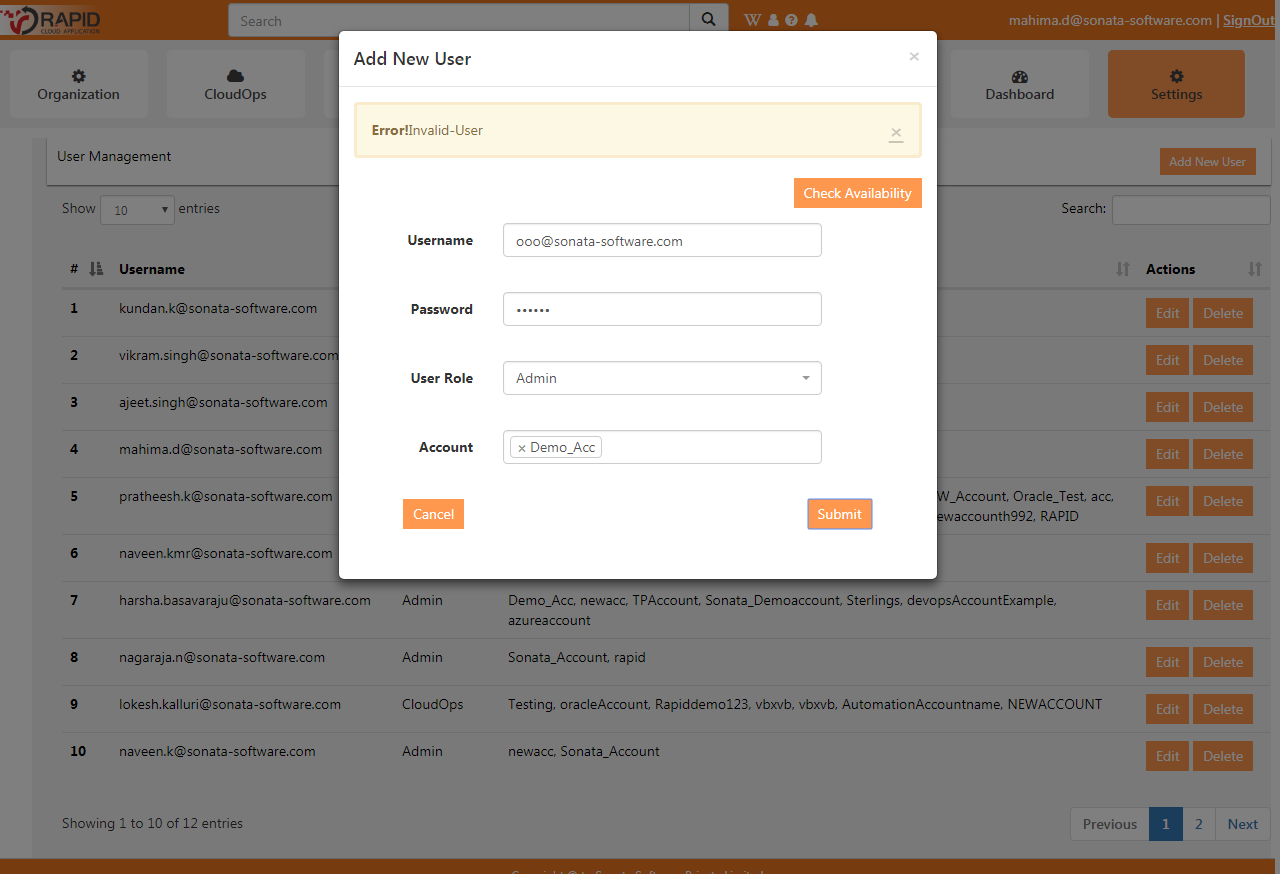 RAPID
CLOUD APPLICATION
Search
mahima.d@sonata-software.com | SignOut
Organization
CloudOps
Dashboard
Settings
Add New User
×
Error!Invalid-User
×
Check Availability
Username
ooo@sonata-software.com
Password
••••••
User Role
Admin
Account
× Demo_Acc
Cancel
Submit
User Management
Add New User
Show 10 entries
Search:
# Username Actions
1 kundan.k@sonata-software.com Edit Delete
2 vikram.singh@sonata-software.com Edit Delete
3 ajeet.singh@sonata-software.com Edit Delete
4 mahima.d@sonata-software.com Edit Delete
5 pratheesh.k@sonata-software.com W_Account, Oracle_Test, acc, Edit Delete
ewaccounth992, RAPID
6 naveen.kmr@sonata-software.com Edit Delete
7 harsha.basavaraju@sonata-software.com Admin Demo_Acc, newacc, TPAccount, Sonata_Demoaccount, Sterlings, devopsAccountExample, Edit Delete
azureaccount
8 nagaraja.n@sonata-software.com Admin Sonata_Account, rapid Edit Delete
9 lokesh.kalluri@sonata-software.com CloudOps Testing, oracleAccount, Rapiddemo123, vbxvb, vbxvb, AutomationAccountname, NEWACCOUNT Edit Delete
10 naveen.k@sonata-software.com Admin newacc, Sonata_Account Edit Delete
Showing 1 to 10 of 12 entries
Previous 1 2 Next